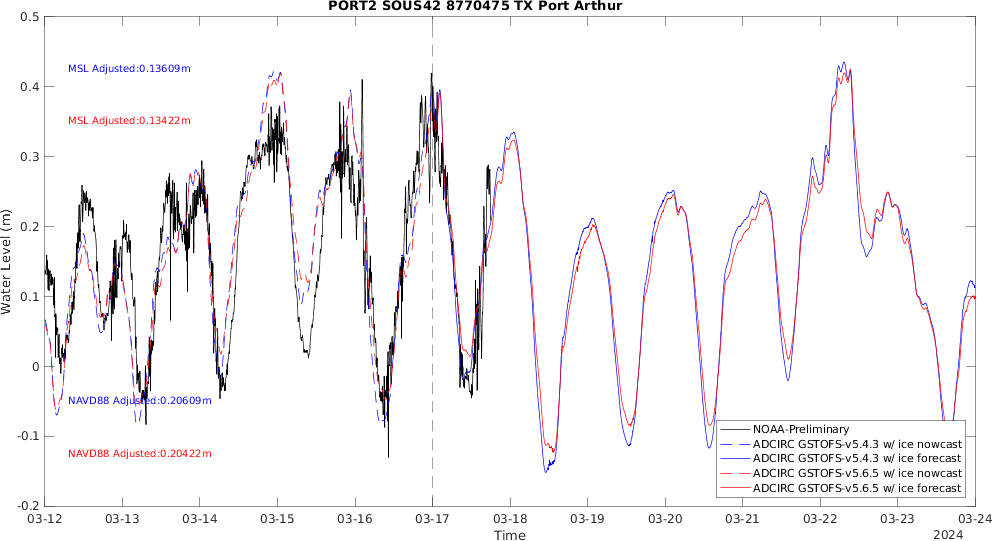 PORT2 SOUS42 8770475 TX Port Arthur
0.5
0.4
0.3
0.2
0.1
0
-0.1
-0.2
Water Level (m)
MSL Adjusted:0.13609m
MSL Adjusted:0.13422m
NAVD88 Adjusted:0.20609m
NAVD88 Adjusted:0.20422m
NOAA-Preliminary
ADCIRC GSTOFS-v5.4.3 w/ ice nowcast
ADCIRC GSTOFS-v5.4.3 w/ ice forecast
ADCIRC GSTOFS-v5.6.5 w/ ice nowcast
ADCIRC GSTOFS-v5.6.5 w/ ice forecast
03-12 03-13 03-14 03-15 03-16 03-17 03-18 03-19 03-20 03-21 03-22 03-23 03-24
Time
2024